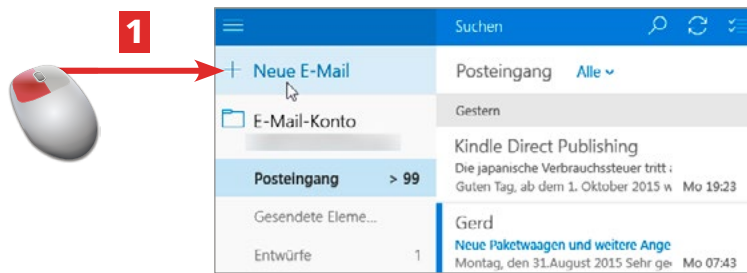 1
Suchen
+ Neue E-Mail
Posteingang Alle
E-Mail-Konto
Gestern
Kindle Direct Publishing
Die japanische Verbrauchssteuer tritt
Guten Tag, ab dem 1. Oktober 2015 Mo 19:23
Posteingang > 99
Gesendete Eleme...
Entwürfe 1
Gerd
Neue Paketwaagen und weitere Ange
Montag, den 31.August 2015 Sehr Mo 07:43